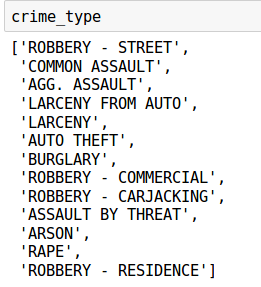 crime_type
['ROBBERY - STREET',
'COMMON ASSAULT',
'AGG. ASSAULT',
'LARCENY FROM AUTO',
'LARCENY',
'AUTO THEFT',
'BURGLARY',
'ROBBERY - COMMERCIAL',
'ROBBERY - CARJACKING',
'ASSAULT BY THREAT',
'ARSON',
'RAPE',
'ROBBERY - RESIDENCE']